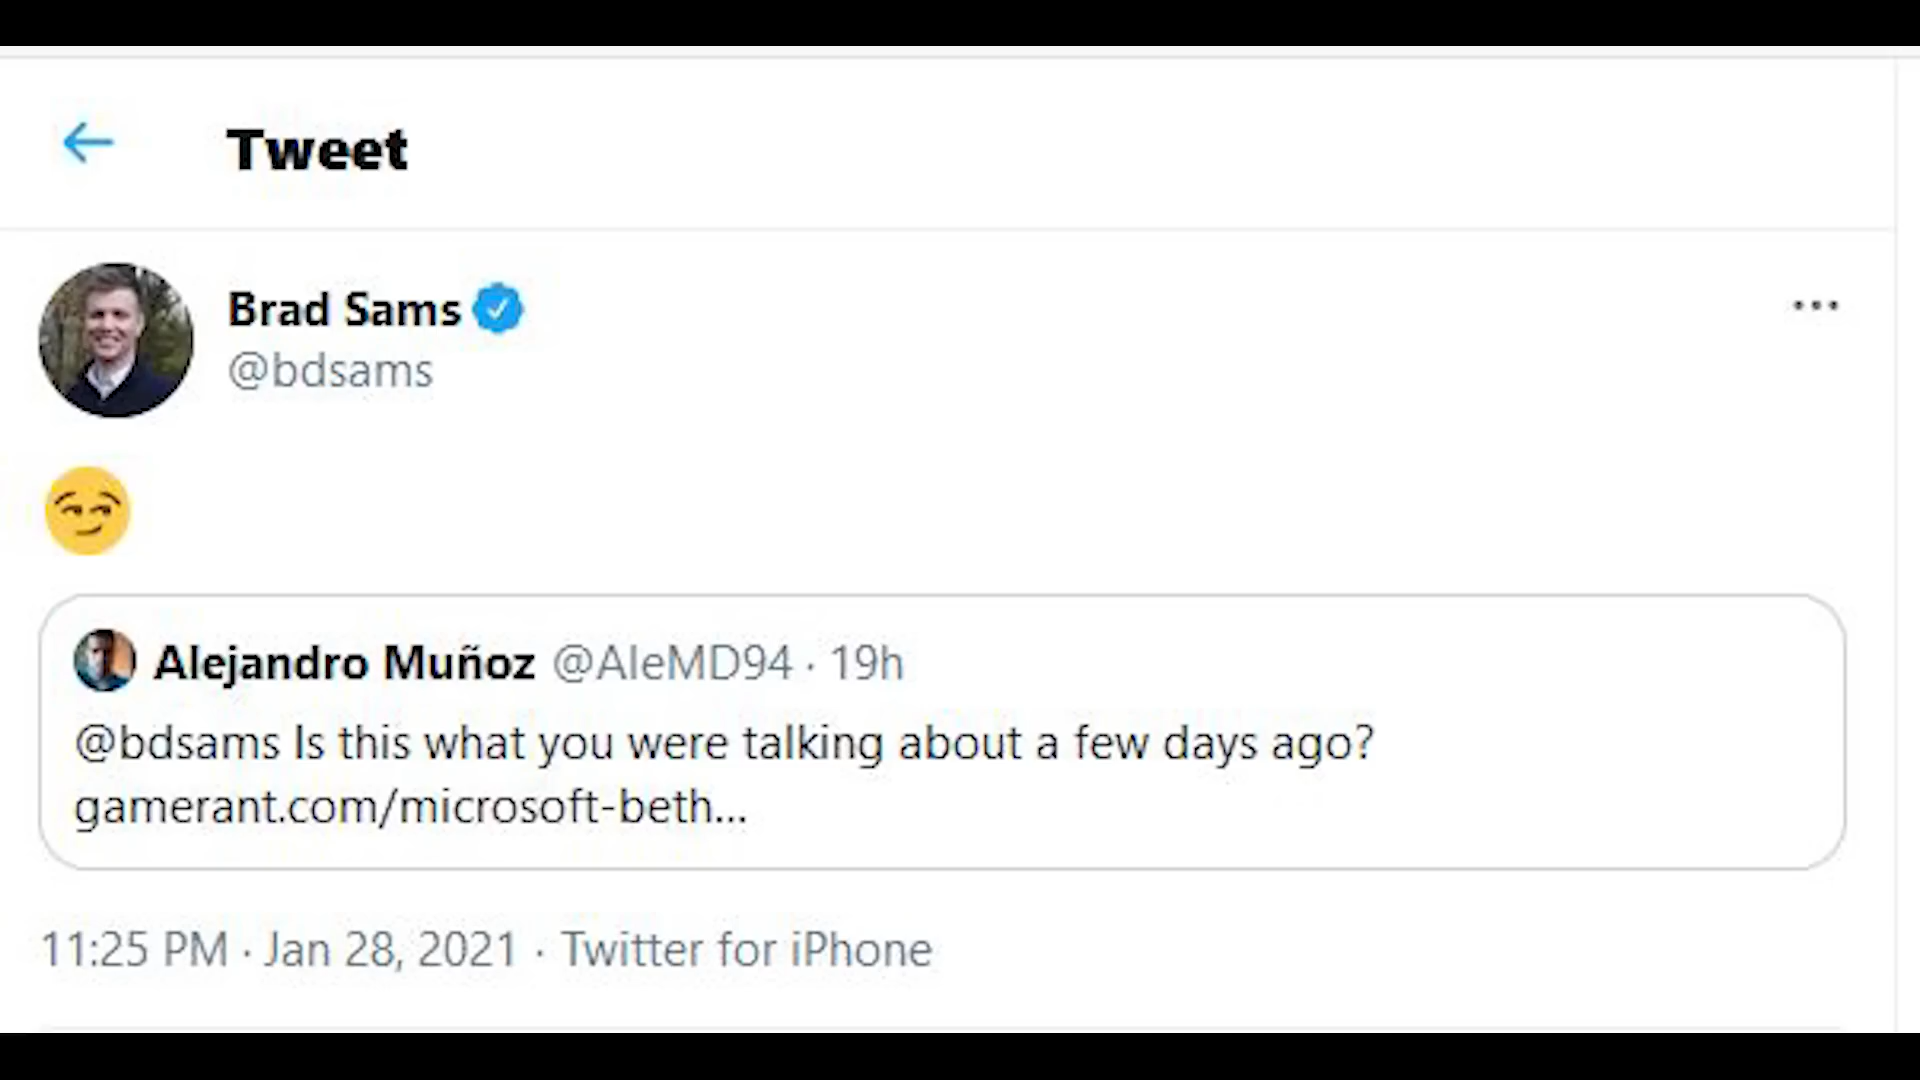 Tweet
Brad Sams
@bdsams
Alejandro Muñoz @AleMD94 · 19h
@bdsams Is this what you were talking about a few days ago?
gamerant.com/microsoft-beth...
11:25 PM · Jan 28, 2021 · Twitter for iPhone